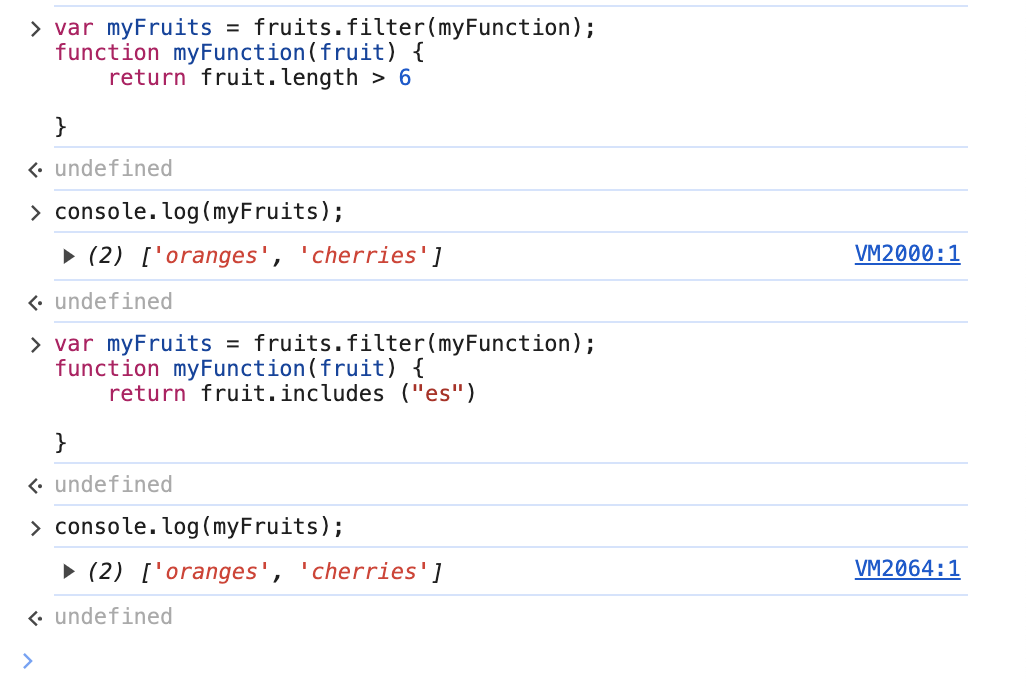 > var myFruits = fruits.filter(myFunction);
function myFunction(fruit) {
    return fruit.length > 6

}
undefined
> console.log(myFruits);
▶ (2) ['oranges', 'cherries'] VM2000:1
undefined
> var myFruits = fruits.filter(myFunction);
function myFunction(fruit) {
    return fruit.includes ("es")

}
undefined
> console.log(myFruits);
▶ (2) ['oranges', 'cherries'] VM2064:1
undefined
>